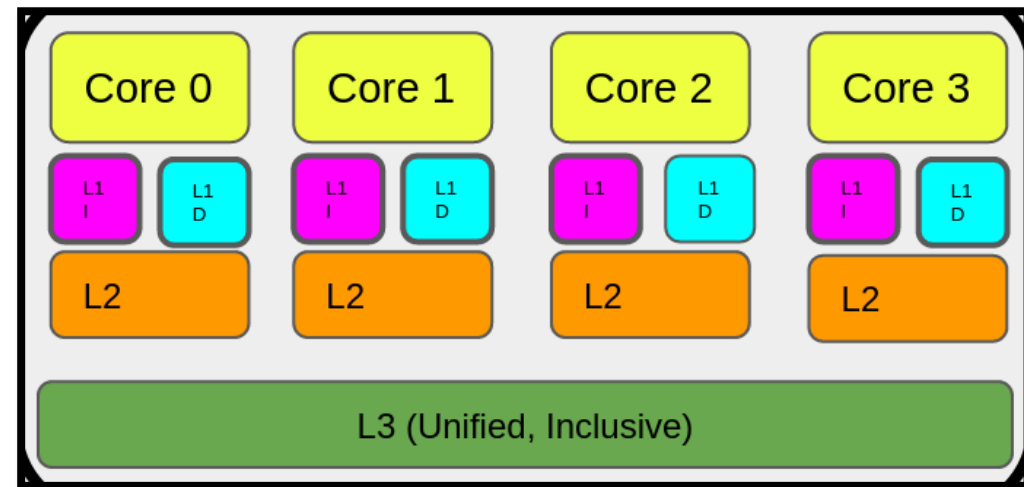 Core 0
Core 1
Core 2
Core 3
L1
I
L1
D
L1
I
L1
D
L1
I
L1
D
L1
I
L1
D
L2
L2
L2
L2
L3 (Unified, Inclusive)